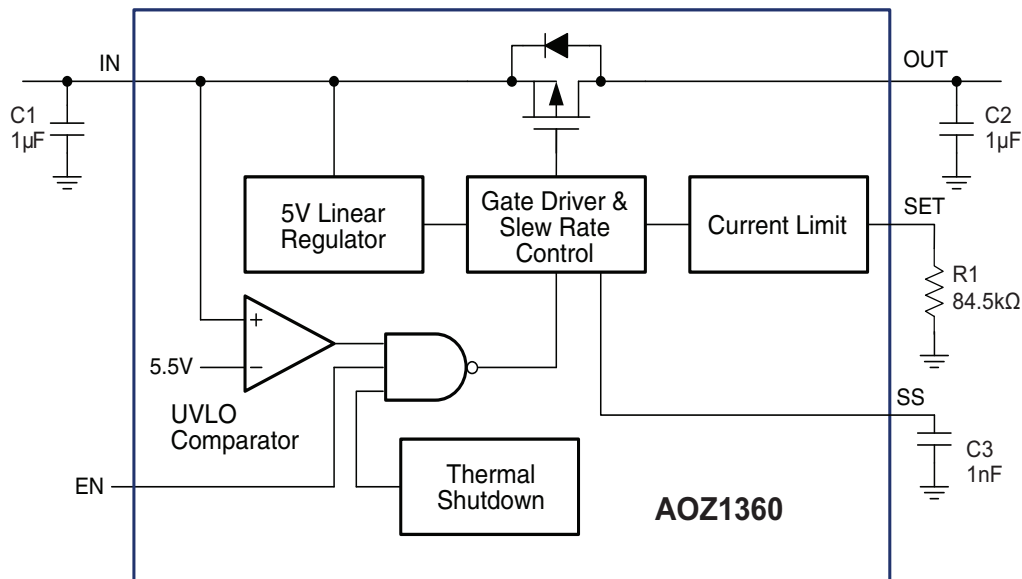 IN
OUT
C1
1µF
C2
1µF
5V Linear
Regulator
Gate Driver &
Slew Rate
Control
Current Limit
SET
R1
84.5kΩ
+
5.5V
−
UVLO
Comparator
SS
C3
1nF
EN
Thermal
Shutdown
AOZ1360